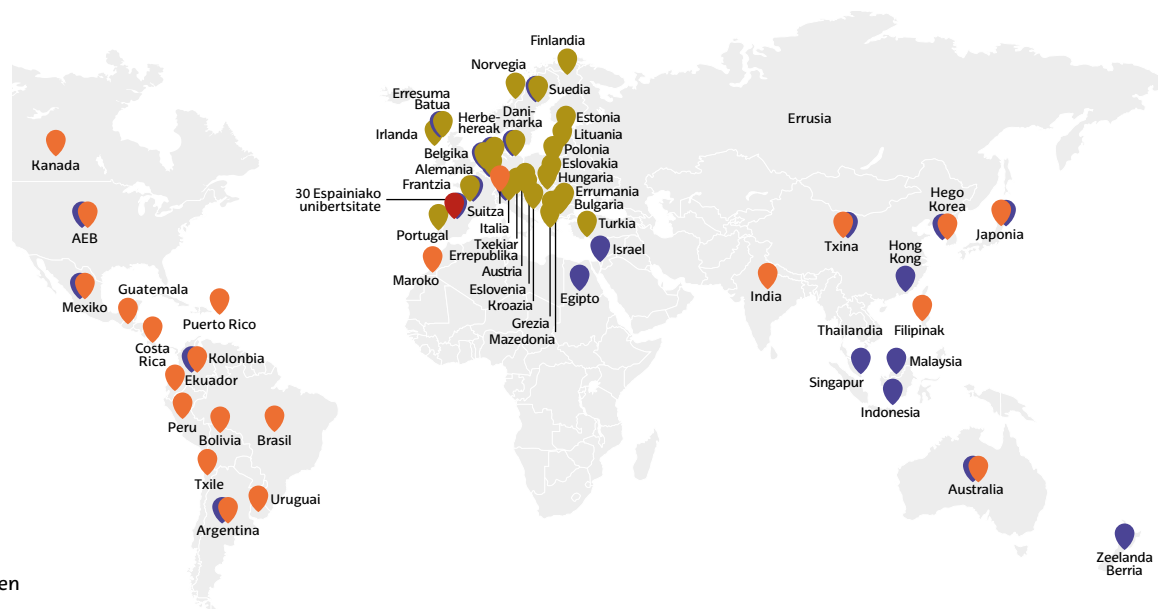 Finlandia
Norvegia
Suedia
Erresuma
Batua
Irlanda
Herbe-
hereak
Dani-
marka
Estonia
Lituania
Polonia
Eslovakia
Hungaria
Errumania
Bulgaria
Belgika
Alemania
Frantzia
30 Espainiako
unibertsitate
Suitza
Italia
Txekiar
Errepublika
Austria
Eslovenia
Kroazia
Grezia
Mazedonia
Portugal
Turkia
Israel
Egipto
Maroko
Errusia
Kanada
AEB
Mexiko
Guatemala
Puerto Rico
Costa
Rica
Kolonbia
Ekuador
Peru
Bolivia
Brasil
Txile
Uruguai
Argentina
Hego
Korea
Japonia
Txina
Hong
Kong
India
Filipinak
Thailandia
Singapur
Malaysia
Indonesia
Australia
Zeelanda
Berria
en